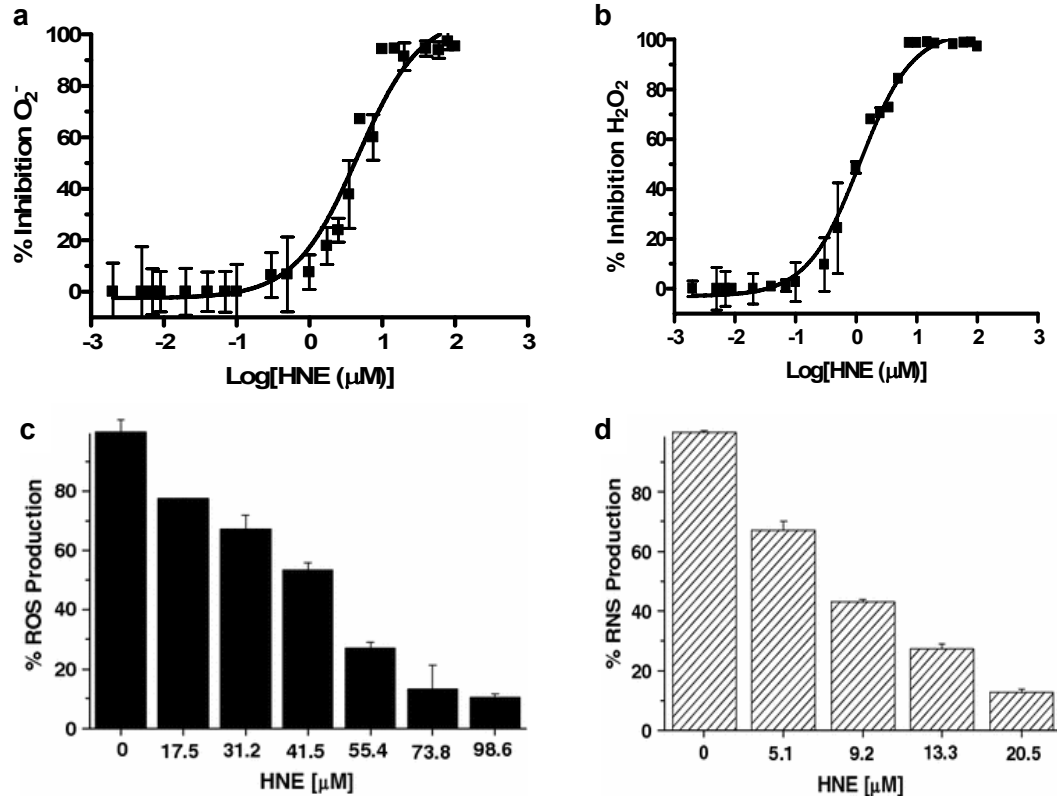 a
% Inhibition O₂⁻
100
80
60
40
20
0
-3 -2 -1 0 1 2 3
Log[HNE (µM)]
b
% Inhibition H₂O₂
100
80
60
40
20
0
-3 -2 -1 0 1 2 3
Log[HNE (µM)]
c
% ROS Production
80
60
40
20
0
0 17.5 31.2 41.5 55.4 73.8 98.6
HNE [µM]
d
% RNS Production
80
60
40
20
0
0 5.1 9.2 13.3 20.5
HNE [µM]